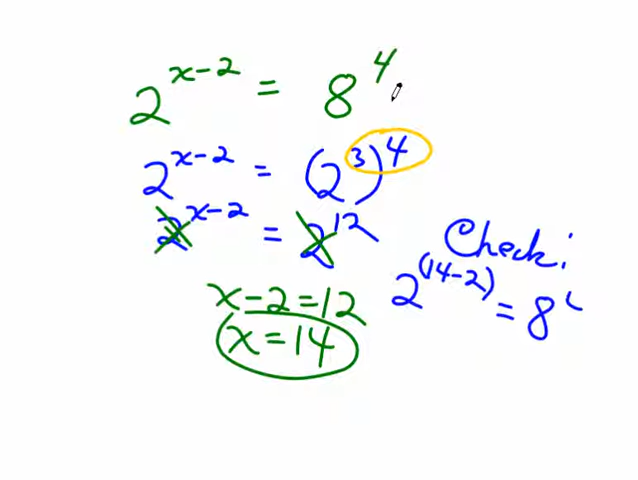 2^{x-2} = 8^4
2^{x-2} = (2^3)^4
2^{x-2} = 2^{12}
x-2=12
x=14
Check:
2^{(14-2)} = 8